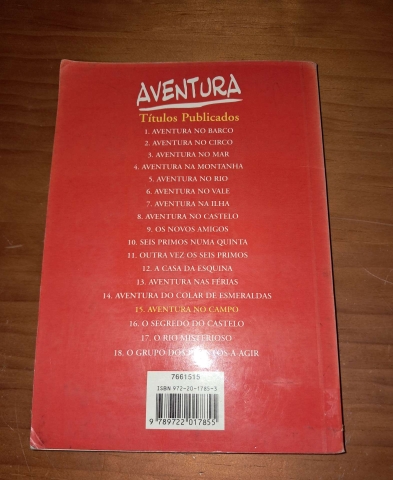 AVENTURA
Títulos Publicados
1. AVENTURA NO BARCO
2. AVENTURA NO CIRCO
3. AVENTURA NO MAR
4. AVENTURA NA MONTANHA
5. AVENTURA NO RIO
6. AVENTURA NO VALE
7. AVENTURA NA ILHA
8. AVENTURA NO CASTELO
9. OS NOVOS AMIGOS
10. SEIS PRIMOS NUMA QUINTA
11. OUTRA VEZ OS SEIS PRIMOS
12. A CASA DA ESQUINA
13. AVENTURA NAS FÉRIAS
14. AVENTURA DO COLAR DE ESMERALDAS
15. AVENTURA NO CAMPO
16. O SEGREDO DO CASTELO
17. O RIO MISTERIOSO
18. O GRUPO DOS A AGIR
7661515
ISBN 972-20-1785-5
9 789722 017855